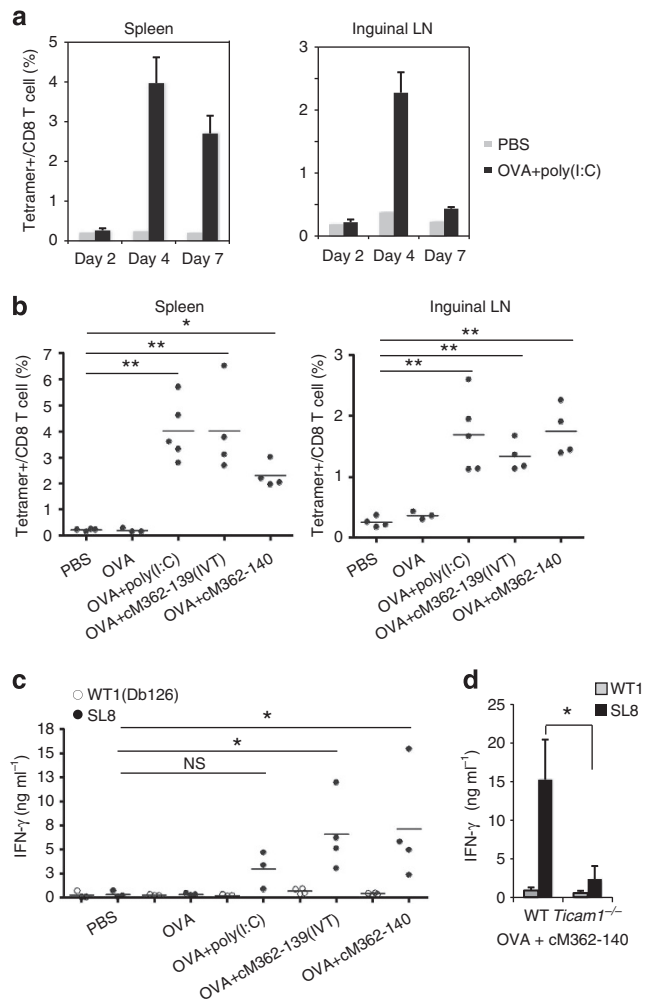 a
Spleen
Inguinal LN
Tetramer+/CD8 T cell (%)
5
4
3
2
1
0
3
2
1
0
Day 2 Day 4 Day 7
Day 2 Day 4 Day 7
PBS
OVA+poly(I:C)
b
Spleen
Inguinal LN
*
**
**
**
**
**
Tetramer+/CD8 T cell (%)
7
6
5
4
3
2
1
0
Tetramer+/CD8 T cell (%)
3
2
1
0
PBS
OVA
OVA+poly(I:C)
OVA+cM362-139(IVT)
OVA+cM362-140
PBS
OVA
OVA+poly(I:C)
OVA+cM362-139(IVT)
OVA+cM362-140
c
WT1(Db126)
SL8
*
*
NS
IFN-γ (ng ml⁻¹)
18
15
13
10
8
5
3
0
PBS
OVA
OVA+poly(I:C)
OVA+cM362-139(IVT)
OVA+cM362-140
d
WT1
SL8
*
IFN-γ (ng ml⁻¹)
25
20
15
10
5
0
WT Ticam1⁻/⁻
OVA + cM362-140